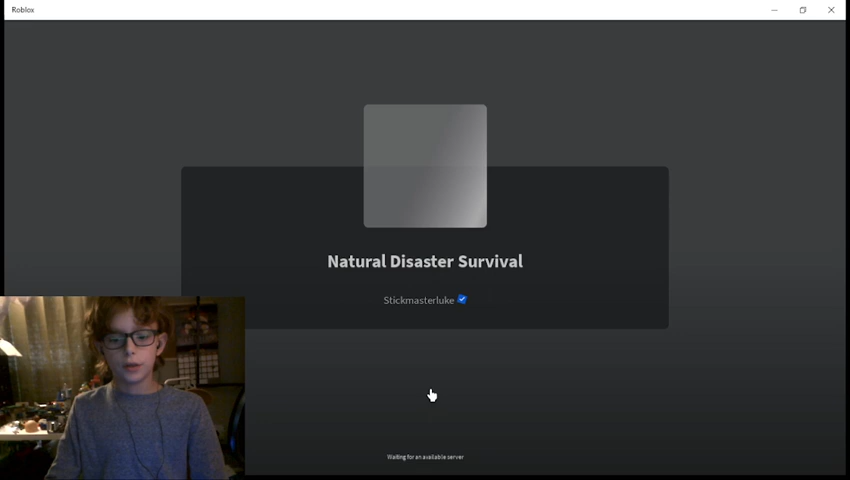 Roblox
Natural Disaster Survival
Stickmasterluke
Waiting for an available server